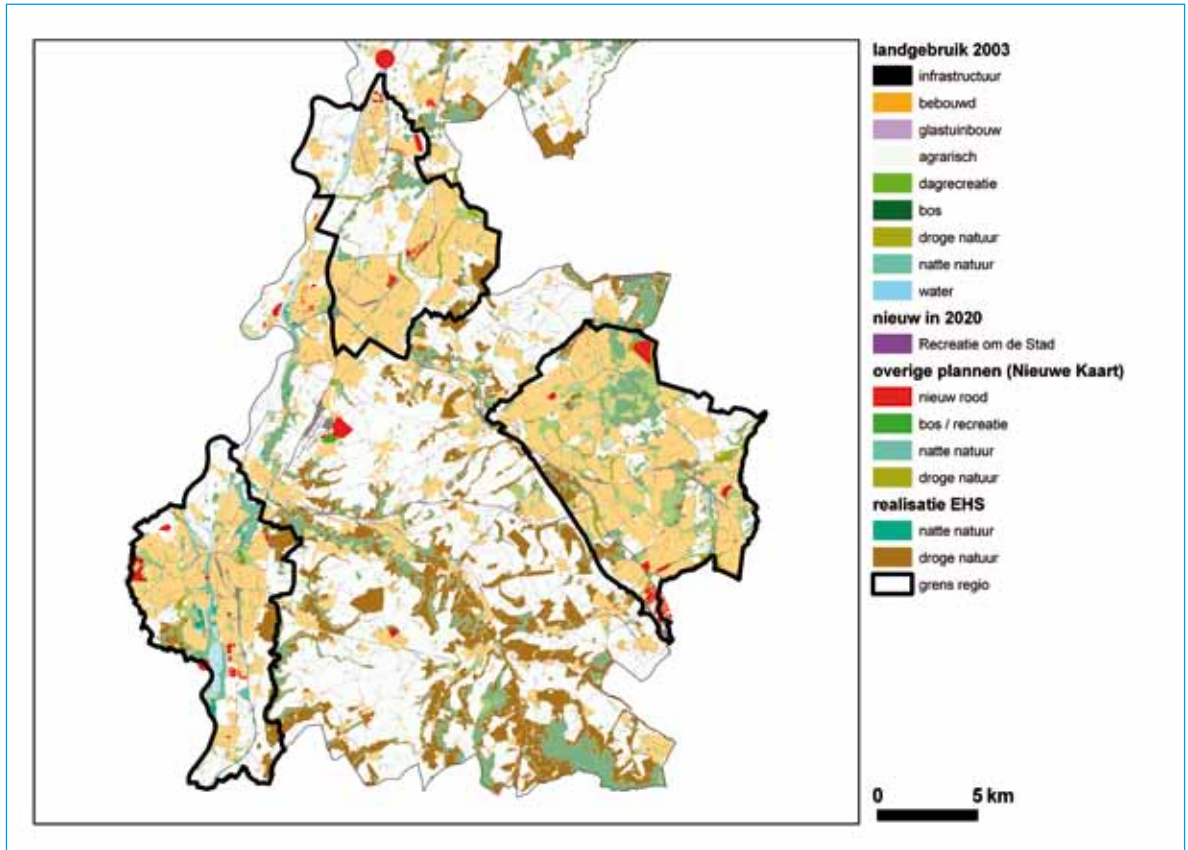 landgebruik 2003
infrastructuur
bebouwd
glastuinbouw
agrarisch
dagrecreatie
bos
droge natuur
natte natuur
water
nieuw in 2020
Recreatie om de Stad
overige plannen (Nieuwe Kaart)
nieuw rood
bos / recreatie
natte natuur
droge natuur
realisatie EHS
natte natuur
droge natuur
grens regio
0 5 km